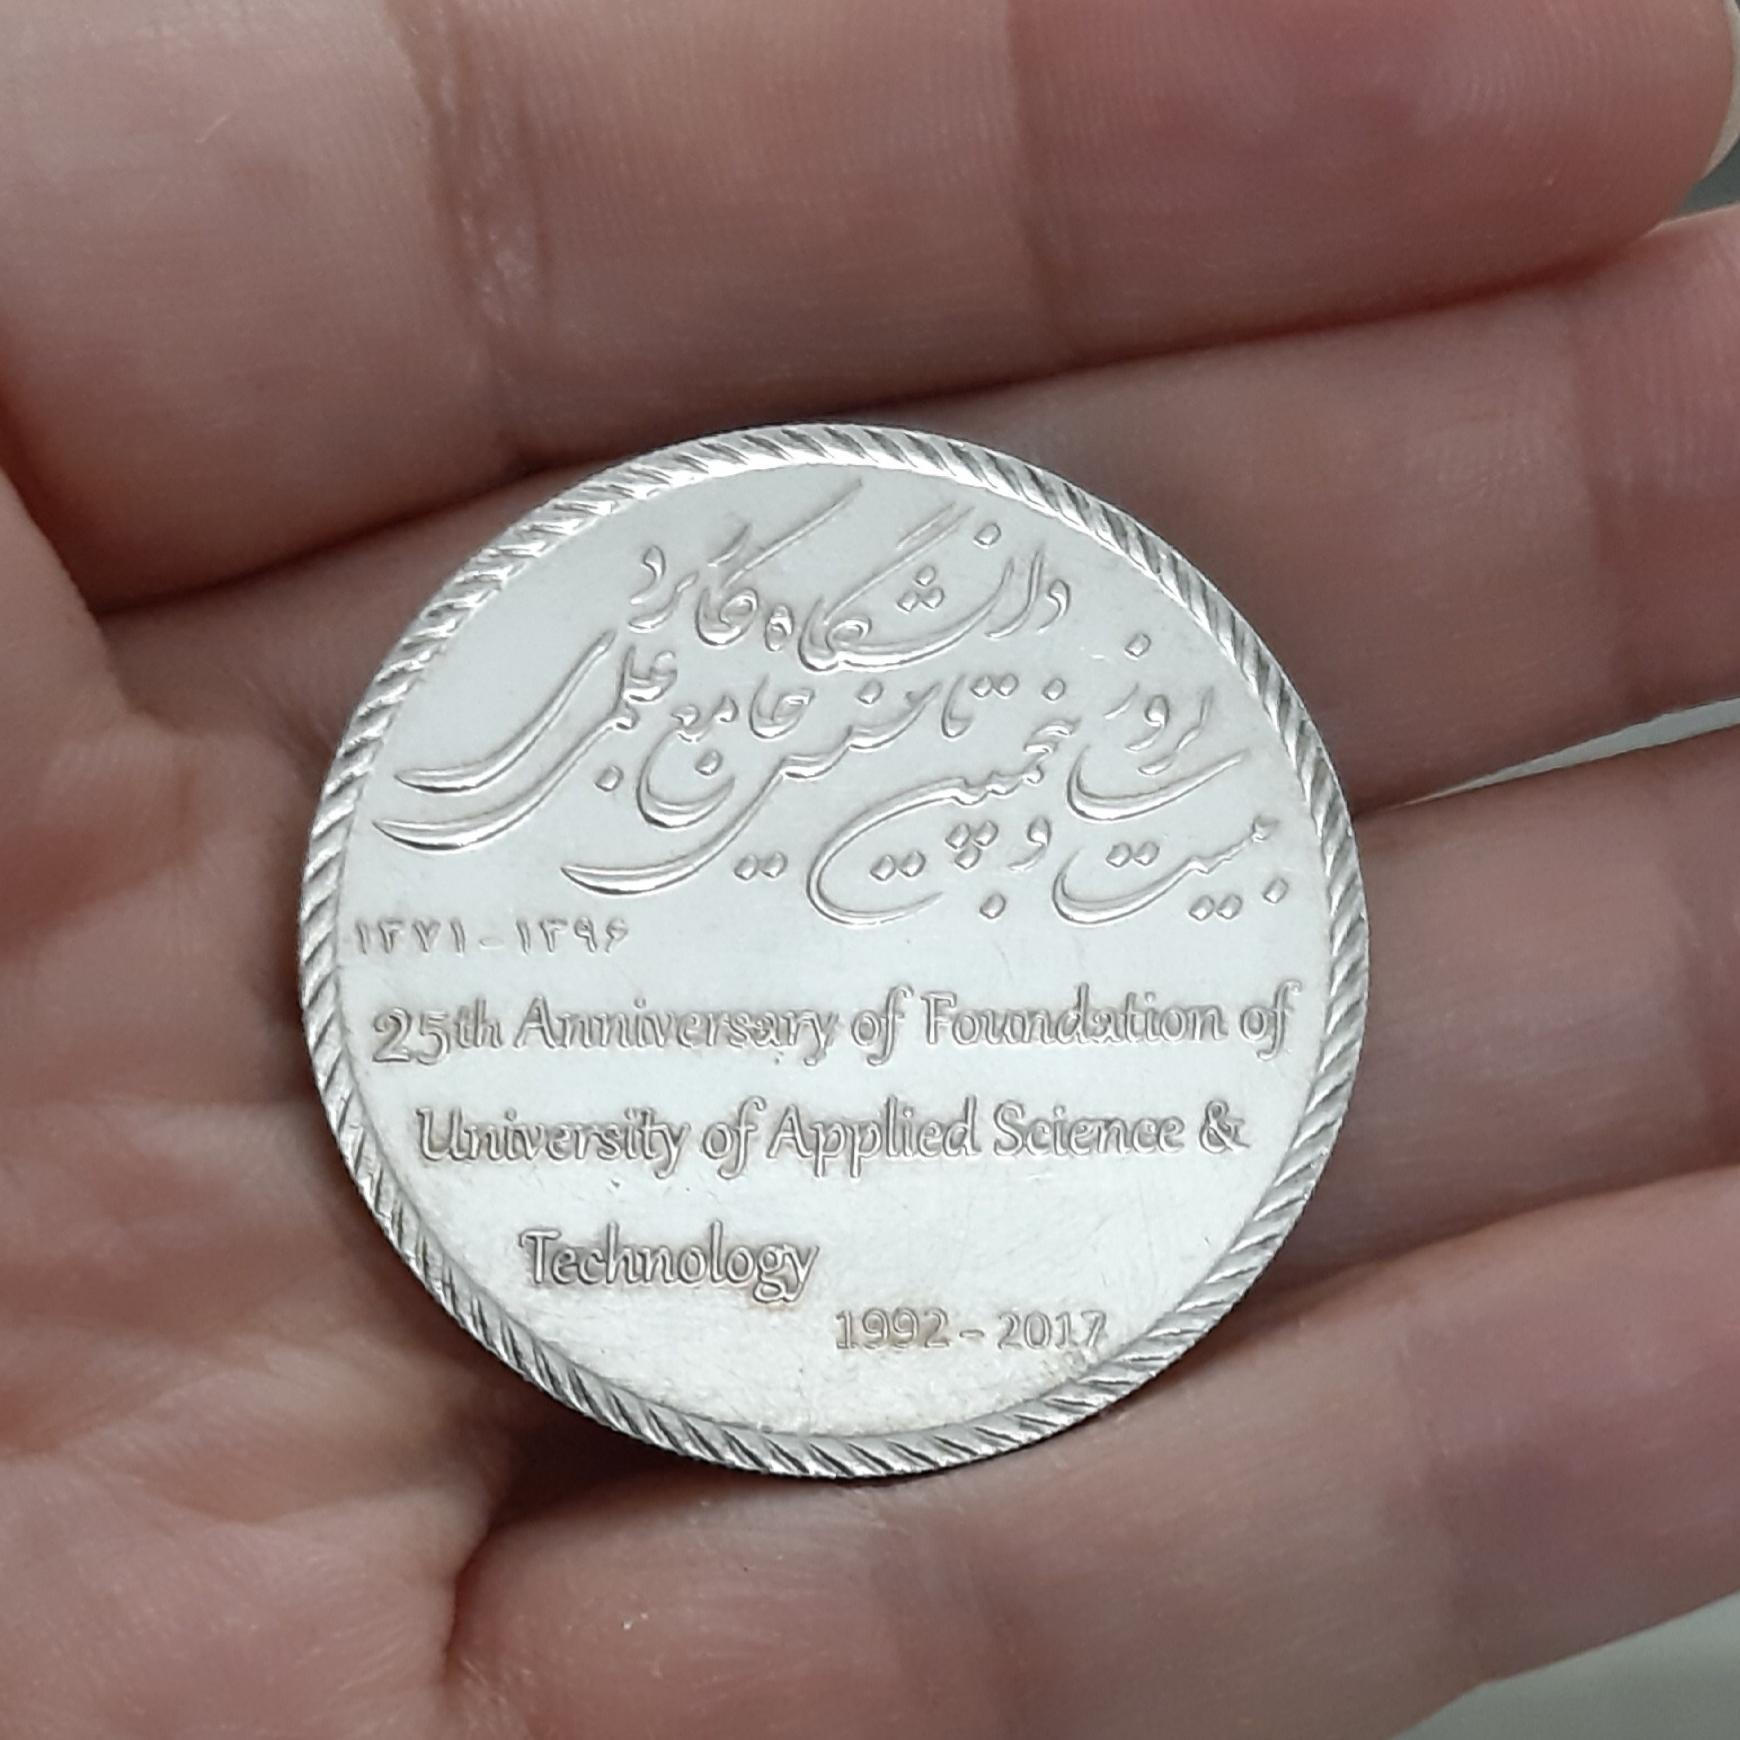 بیست و پنجمین سالروز تاسیس دانشگاه جامع علمی کاربردی
۱۳۷۱ - ۱۳۹۶
25th Anniversary of Foundation of
University of Applied Science &
Technology
1992 - 2017